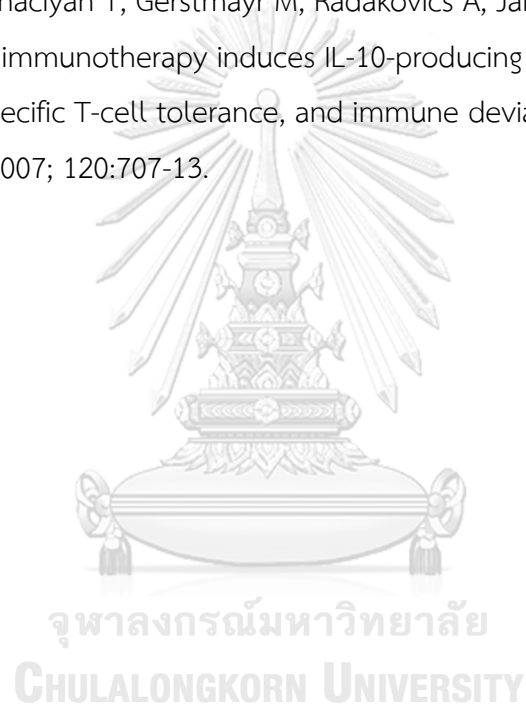 naciyan T, Gerstmayr M, Radakovics A, Ja
immunotherapy induces IL-10-producing
ecific T-cell tolerance, and immune devia
007; 120:707-13.
จุฬาลงกรณ์มหาวิทยาลัย
CHULALONGKORN UNIVERSITY